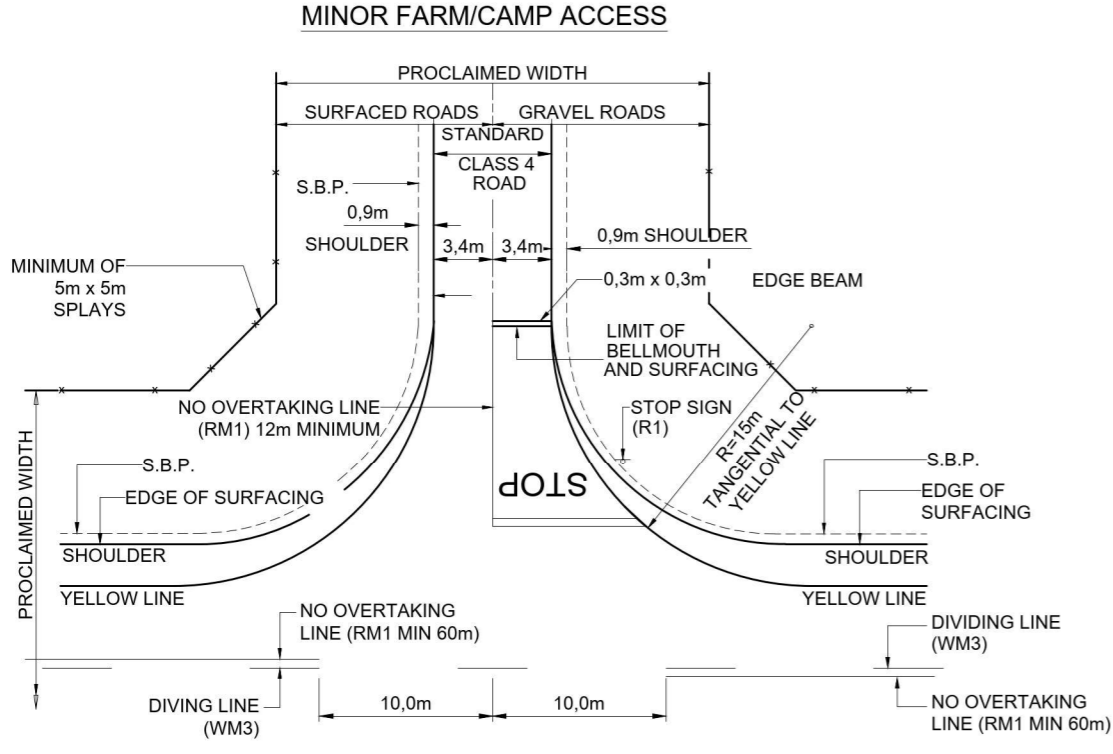 MINOR FARM/CAMP ACCESS
PROCLAIMED WIDTH
SURFACED ROADS
GRAVEL ROADS
STANDARD
CLASS 4
ROAD
S.B.P.
0,9m
SHOULDER
3,4m
3,4m
0,9m SHOULDER
MINIMUM OF
5m x 5m
SPLAYS
0,3m x 0,3m
EDGE BEAM
LIMIT OF
BELLMOUTH
AND SURFACING
NO OVERTAKING LINE
(RM1) 12m MINIMUM
STOP SIGN
(R1)
R=15m
TANGENTIAL TO
YELLOW LINE
STOP
PROCLAIMED WIDTH
S.B.P.
EDGE OF SURFACING
SHOULDER
YELLOW LINE
S.B.P.
EDGE OF
SURFACING
SHOULDER
YELLOW LINE
NO OVERTAKING
LINE (RM1 MIN 60m)
DIVIDING LINE
(WM3)
DIVING LINE
(WM3)
10,0m
10,0m
NO OVERTAKING
LINE (RM1 MIN 60m)